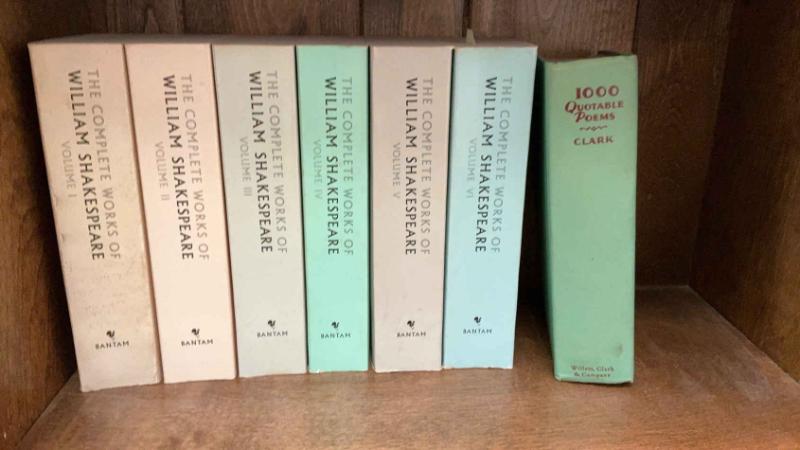 THE COMPLETE WORKS OF
WILLIAM SHAKESPEARE
VOLUME I
BANTAM
THE COMPLETE WORKS OF
WILLIAM SHAKESPEARE
VOLUME II
BANTAM
THE COMPLETE WORKS OF
WILLIAM SHAKESPEARE
VOLUME III
BANTAM
THE COMPLETE WORKS OF
WILLIAM SHAKESPEARE
VOLUME IV
BANTAM
THE COMPLETE WORKS OF
WILLIAM SHAKESPEARE
VOLUME V
BANTAM
THE COMPLETE WORKS OF
WILLIAM SHAKESPEARE
VOLUME VI
BANTAM
1000
QUOTABLE
POEMS
CLARK
Willett, Clark
& Company